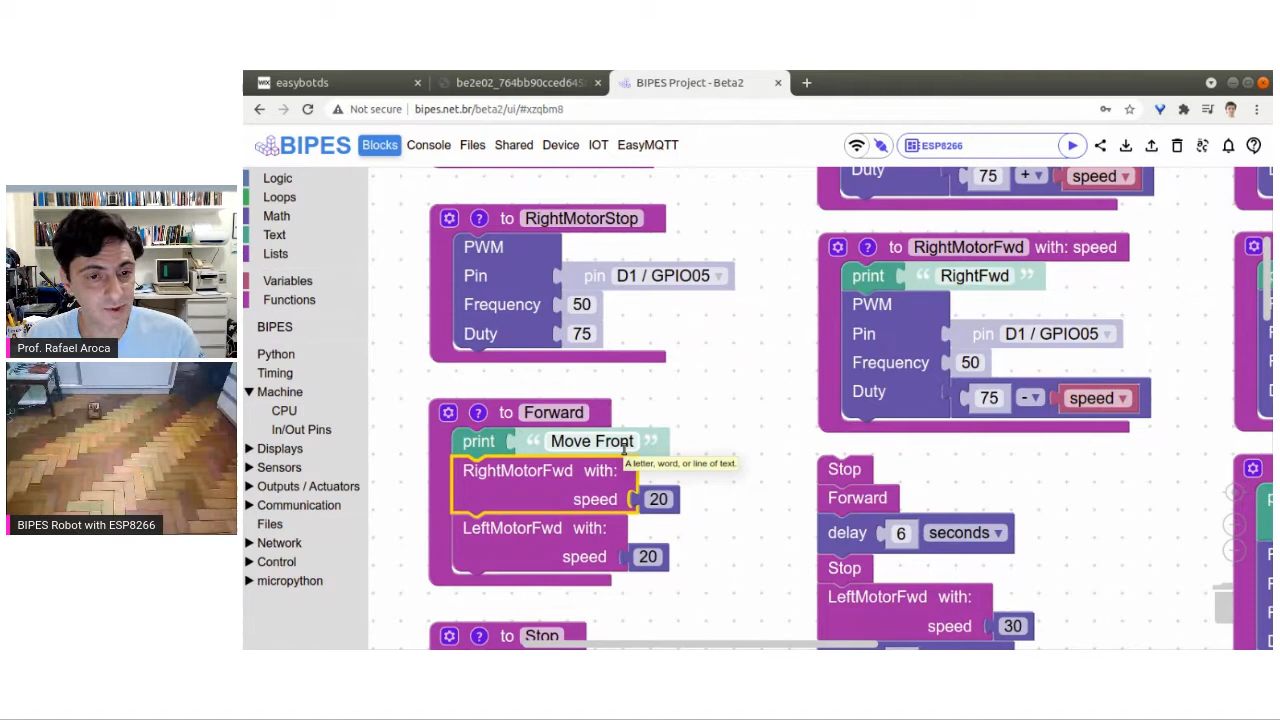 WIX easybotds
be2e02_764bb90cced645
BIPES Project - Beta2
Not secure
bipes.net.br/beta2/ui/#xzqbm8
BIPES
Blocks
Console
Files
Shared
Device
IOT
EasyMQTT
ESP8266
Logic
Loops
Math
Text
Lists
Variables
Functions
BIPES
Python
Timing
Machine
CPU
In/Out Pins
Displays
Sensors
Outputs / Actuators
Communication
Files
Network
Control
micropython
Prof. Rafael Aroca
BIPES Robot with ESP8266
? to RightMotorStop
PWM
Pin pin D1 / GPIO05
Frequency 50
Duty 75
? to Forward
print “ Move Front ”
A letter, word, or line of text.
RightMotorFwd with:
speed 20
LeftMotorFwd with:
speed 20
? to Stop
Duty 75 + speed
? to RightMotorFwd with: speed
print “ RightFwd ”
PWM
Pin pin D1 / GPIO05
Frequency 50
Duty 75 - speed
Stop
Forward
delay 6 seconds
Stop
LeftMotorFwd with:
speed 30